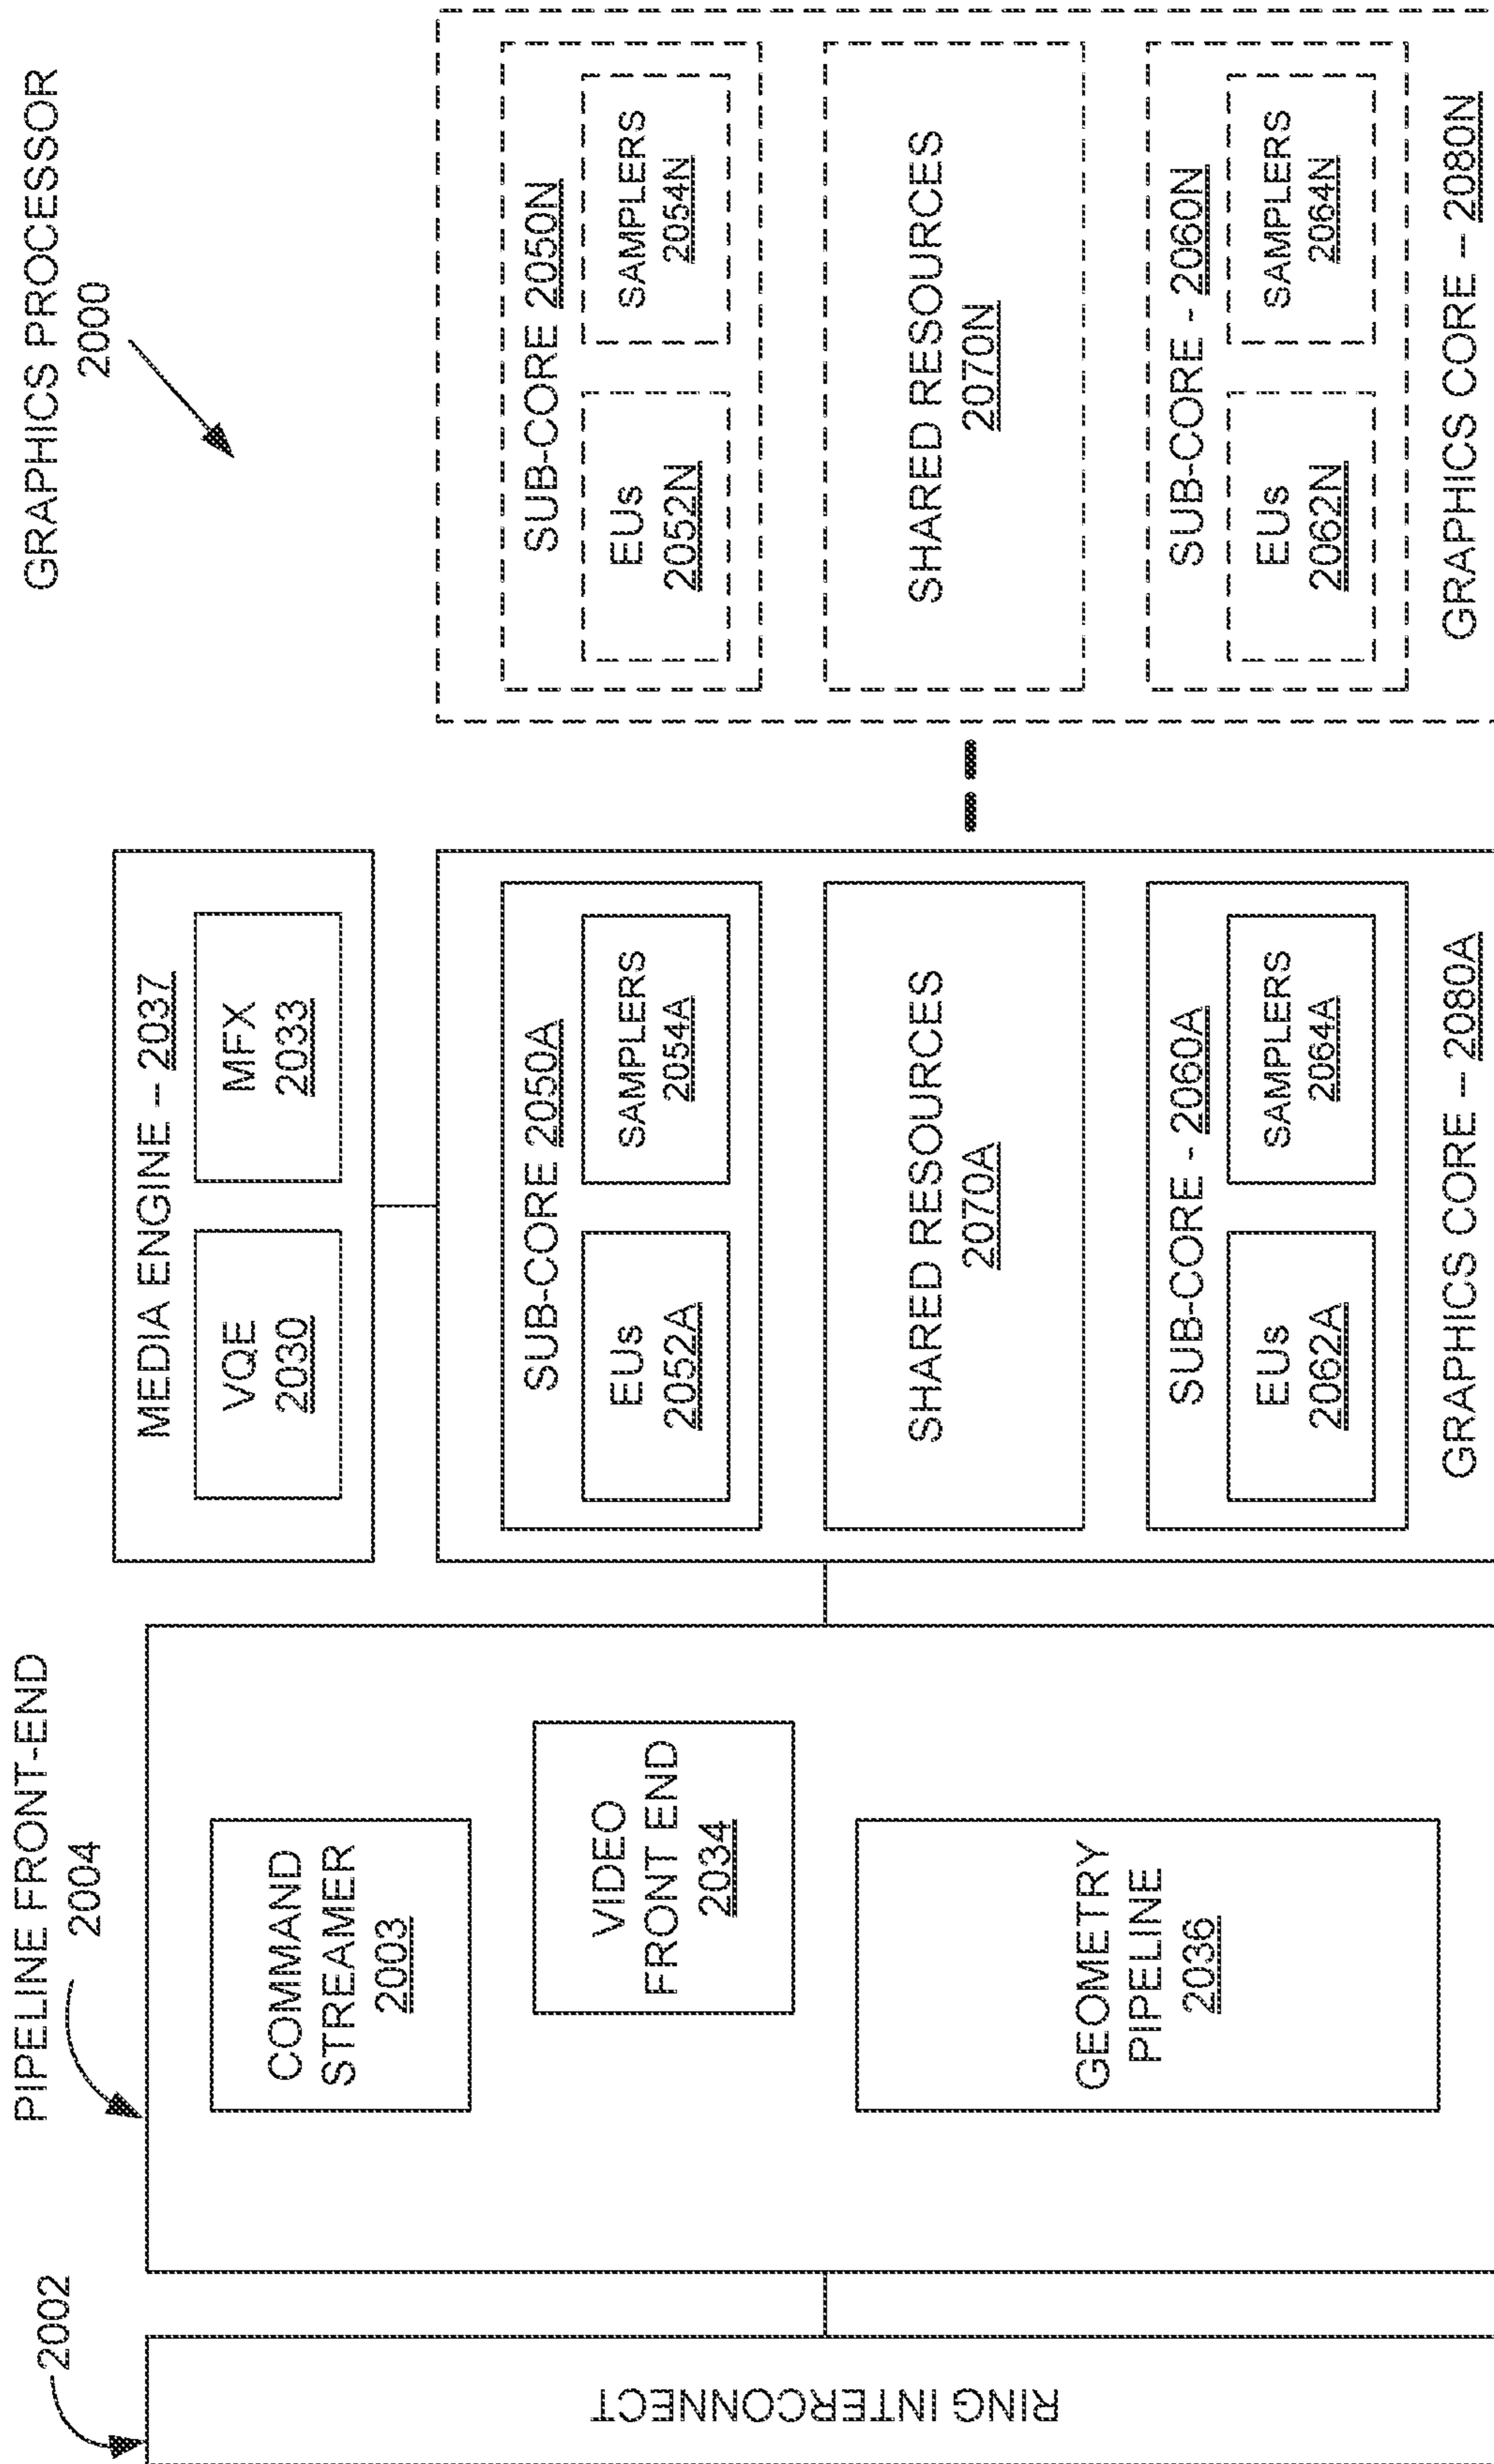 GRAPHICS PROCESSOR
2000
PIPELINE FRONT-END
2004
2002
RING INTERCONNECT
COMMAND
STREAMER
2003
VIDEO
FRONT END
2034
GEOMETRY
PIPELINE
2036
MEDIA ENGINE -- 2037
VQE
2030
MFX
2033
SUB-CORE 2050A
EUs
2052A
SAMPLERS
2054A
SHARED RESOURCES
2070A
SUB-CORE - 2060A
EUs
2062A
SAMPLERS
2064A
GRAPHICS CORE -- 2080A
SUB-CORE 2050N
EUs
2052N
SAMPLERS
2054N
SHARED RESOURCES
2070N
SUB-CORE - 2060N
EUs
2062N
SAMPLERS
2064N
GRAPHICS CORE -- 2080N